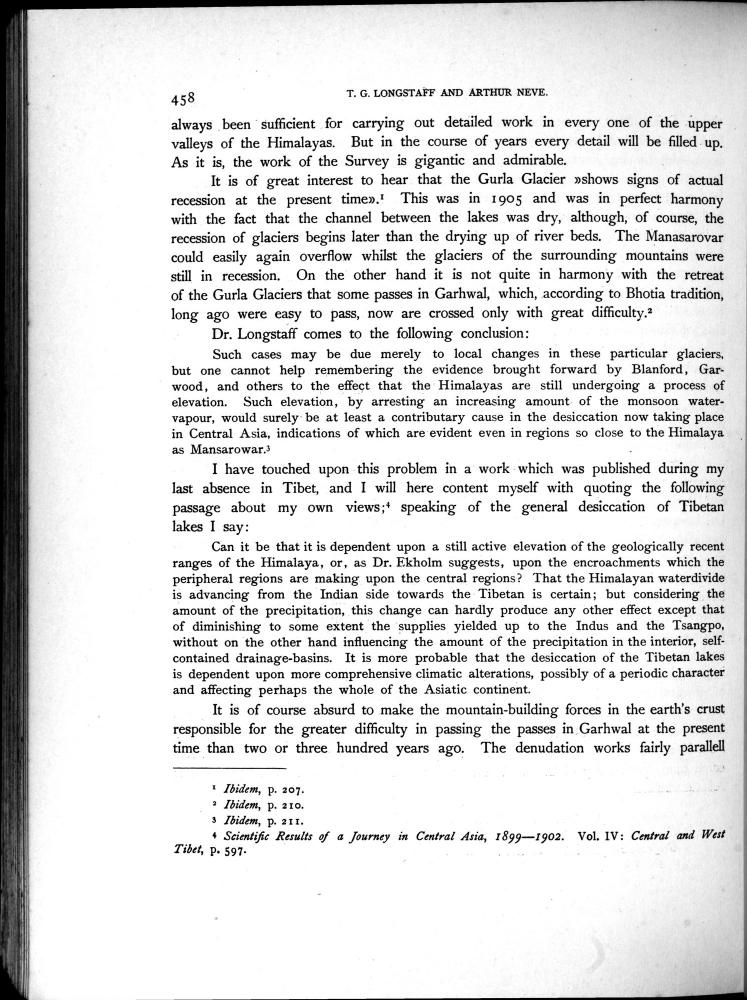 458
T. G. LONGSTAFF AND ARTHUR NEVE.
always been sufficient for carrying out detailed work in every one of the upper
valleys of the Himalayas. But in the course of years every detail will be filled up.
As it is, the work of the Survey is gigantic and admirable.
It is of great interest to hear that the Gurla Glacier »shows signs of actual
recession at the present time».¹ This was in 1905 and was in perfect harmony
with the fact that the channel between the lakes was dry, although, of course, the
recession of glaciers begins later than the drying up of river beds. The Manasarovar
could easily again overflow whilst the glaciers of the surrounding mountains were
still in recession. On the other hand it is not quite in harmony with the retreat
of the Gurla Glaciers that some passes in Garhwal, which, according to Bhotia tradition,
long ago were easy to pass, now are crossed only with great difficulty.²
Dr. Longstaff comes to the following conclusion:
Such cases may be due merely to local changes in these particular glaciers,
but one cannot help remembering the evidence brought forward by Blanford, Gar-
wood, and others to the effect that the Himalayas are still undergoing a process of
elevation. Such elevation, by arresting an increasing amount of the monsoon water-
vapour, would surely be at least a contributary cause in the desiccation now taking place
in Central Asia, indications of which are evident even in regions so close to the Himalaya
as Mansarowar.³
I have touched upon this problem in a work which was published during my
last absence in Tibet, and I will here content myself with quoting the following
passage about my own views;⁴ speaking of the general desiccation of Tibetan
lakes I say:
Can it be that it is dependent upon a still active elevation of the geologically recent
ranges of the Himalaya, or, as Dr. Ekholm suggests, upon the encroachments which the
peripheral regions are making upon the central regions? That the Himalayan waterdivide
is advancing from the Indian side towards the Tibetan is certain; but considering the
amount of the precipitation, this change can hardly produce any other effect except that
of diminishing to some extent the supplies yielded up to the Indus and the Tsangpo,
without on the other hand influencing the amount of the precipitation in the interior, self-
contained drainage-basins. It is more probable that the desiccation of the Tibetan lakes
is dependent upon more comprehensive climatic alterations, possibly of a periodic character
and affecting perhaps the whole of the Asiatic continent.
It is of course absurd to make the mountain-building forces in the earth's crust
responsible for the greater difficulty in passing the passes in Garhwal at the present
time than two or three hundred years ago. The denudation works fairly parallell
¹ Ibidem, p. 207.
² Ibidem, p. 210.
³ Ibidem, p. 211.
⁴ Scientific Results of a Journey in Central Asia, 1899—1902. Vol. IV: Central and West
Tibet, p. 597.